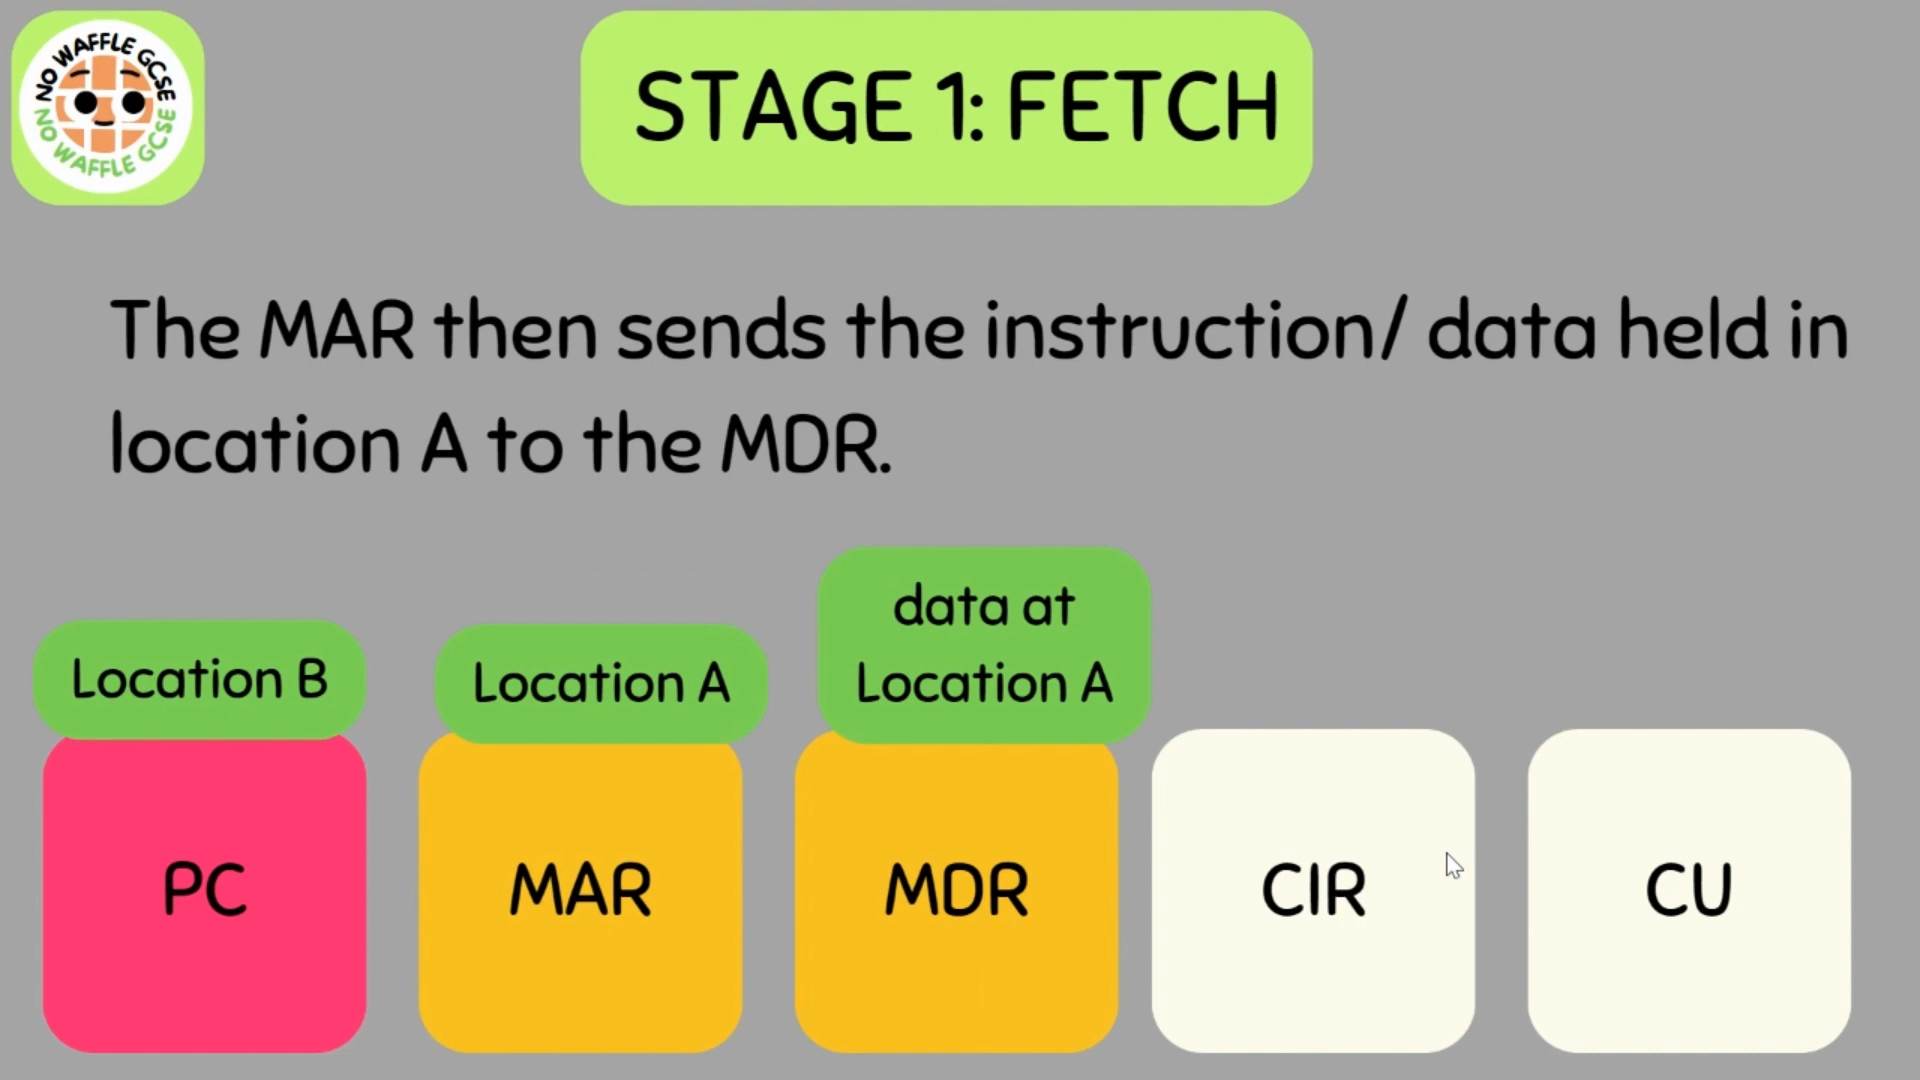 NO WAFFLE GCSE
NO WAFFLE GCSE
STAGE 1: FETCH
The MAR then sends the instruction/ data held in
location A to the MDR.
Location B
Location A
data at
Location A
PC
MAR
MDR
CIR
CU